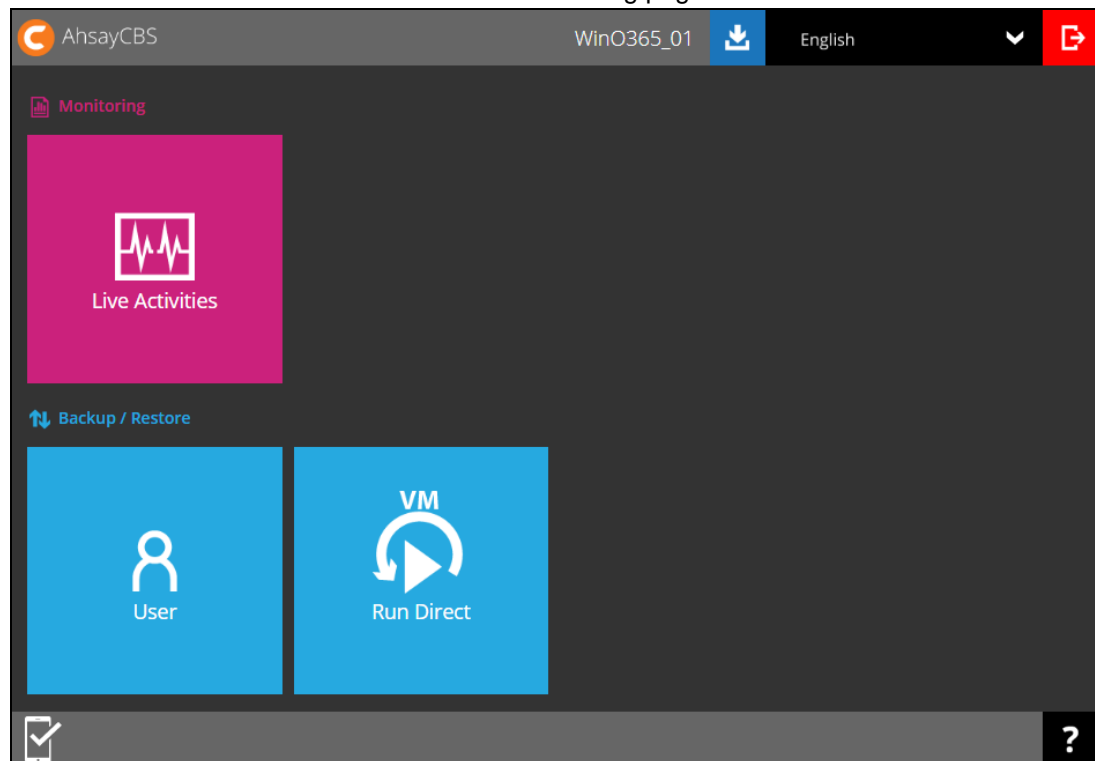 AhsayCBS WinO365_01 English
Monitoring
Live Activities
Backup / Restore
VM
User Run Direct
?